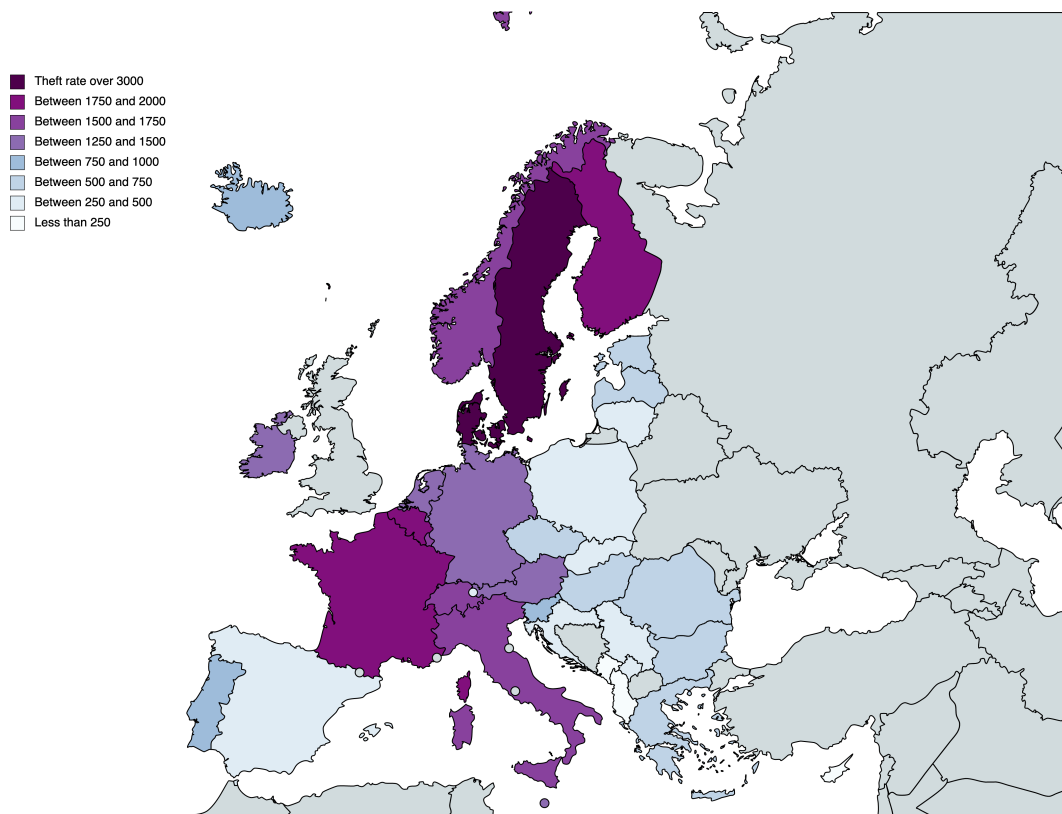 Theft rate over 3000
Between 1750 and 2000
Between 1500 and 1750
Between 1250 and 1500
Between 750 and 1000
Between 500 and 750
Between 250 and 500
Less than 250